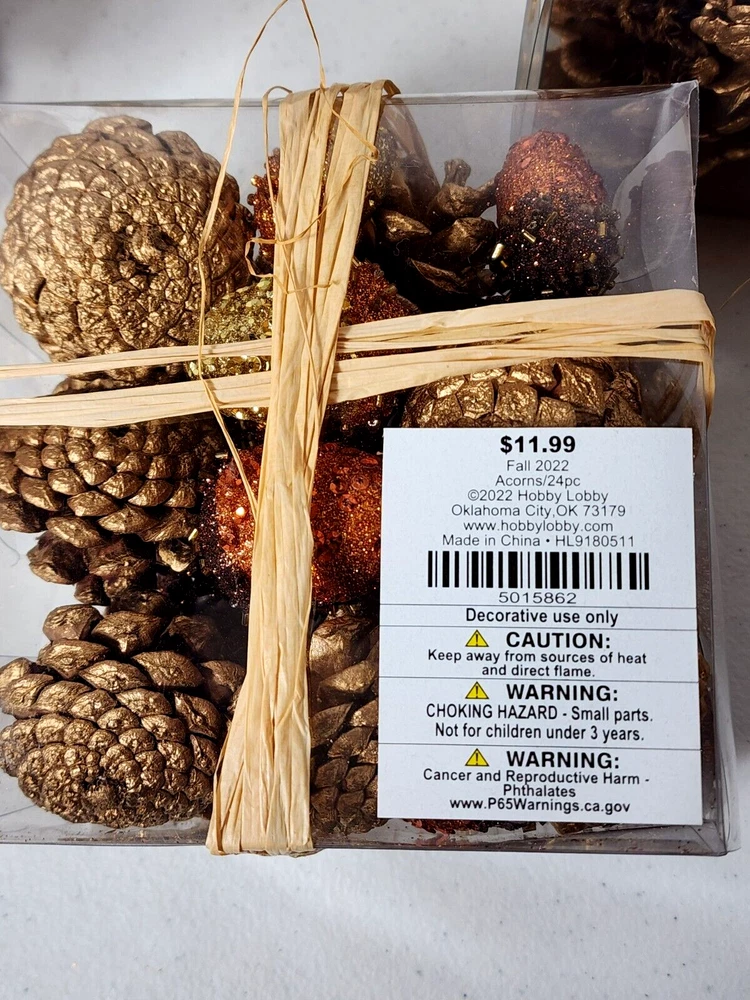 $11.99
Fall 2022
Acorns/24pc
©2022 Hobby Lobby
Oklahoma City,OK 73179
www.hobbylobby.com
Made in China • HL9180511
5015862
Decorative use only
CAUTION:
Keep away from sources of heat
and direct flame.
WARNING:
CHOKING HAZARD - Small parts.
Not for children under 3 years.
WARNING:
Cancer and Reproductive Harm -
Phthalates
www.P65Warnings.ca.gov